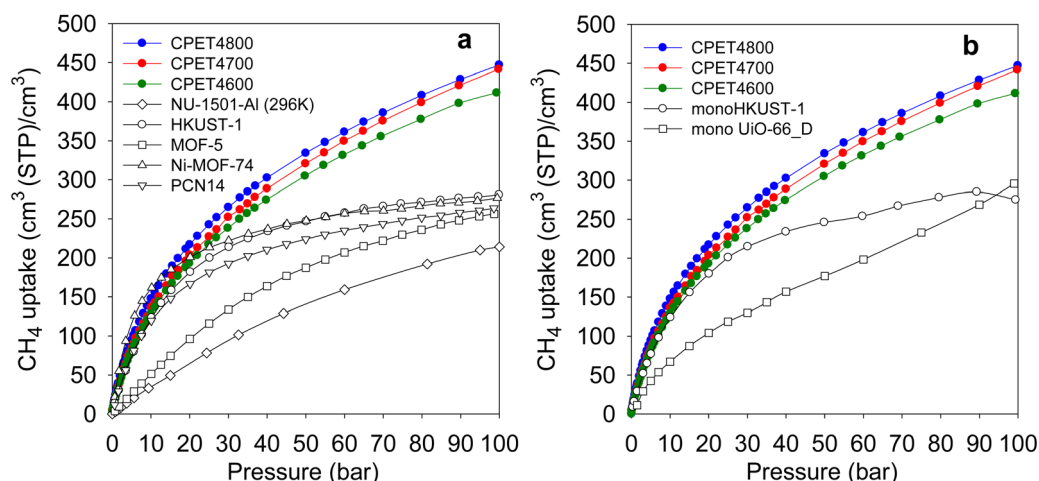 a
CH₄ uptake (cm³ (STP)/cm³)
500
450
400
350
300
250
200
150
100
50
0
CPET4800
CPET4700
CPET4600
NU-1501-Al (296K)
HKUST-1
MOF-5
Ni-MOF-74
PCN14
0 10 20 30 40 50 60 70 80 90 100
Pressure (bar)
b
CH₄ uptake (cm³ (STP)/cm³)
500
450
400
350
300
250
200
150
100
50
0
CPET4800
CPET4700
CPET4600
monoHKUST-1
mono UiO-66_D
0 10 20 30 40 50 60 70 80 90 100
Pressure (bar)